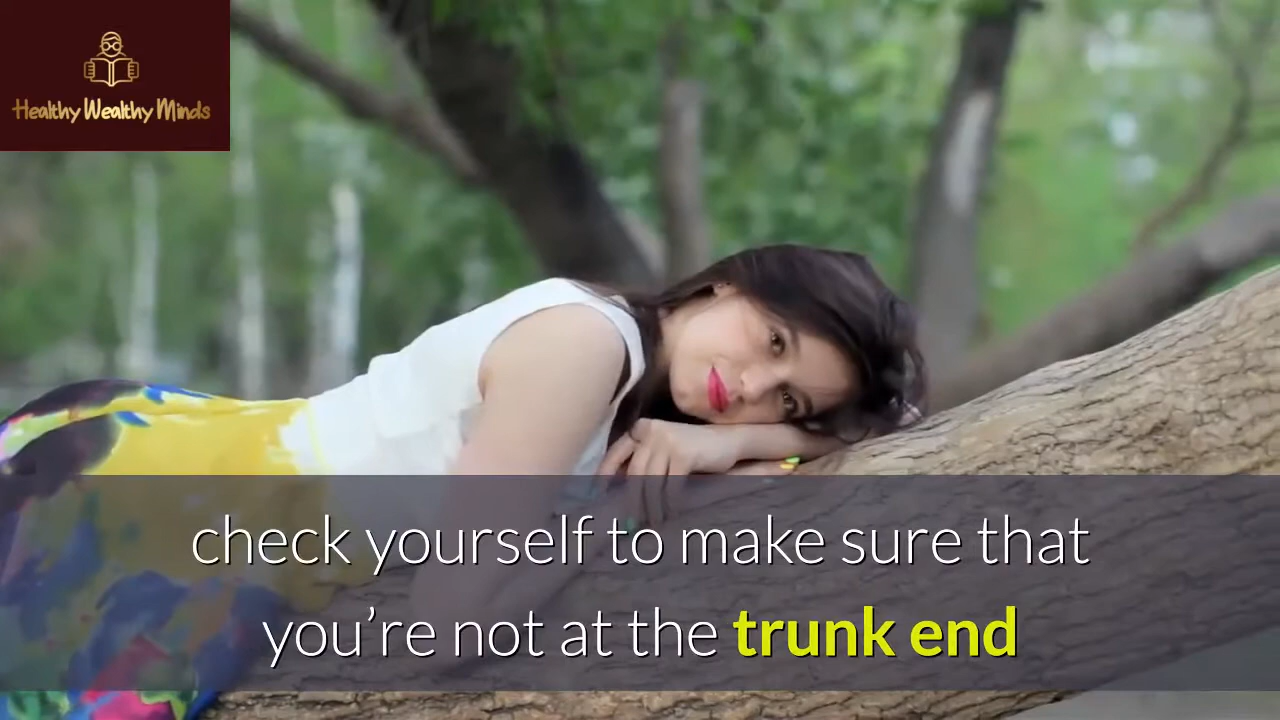 Healthy Wealthy Minds
check yourself to make sure that
you’re not at the trunk end